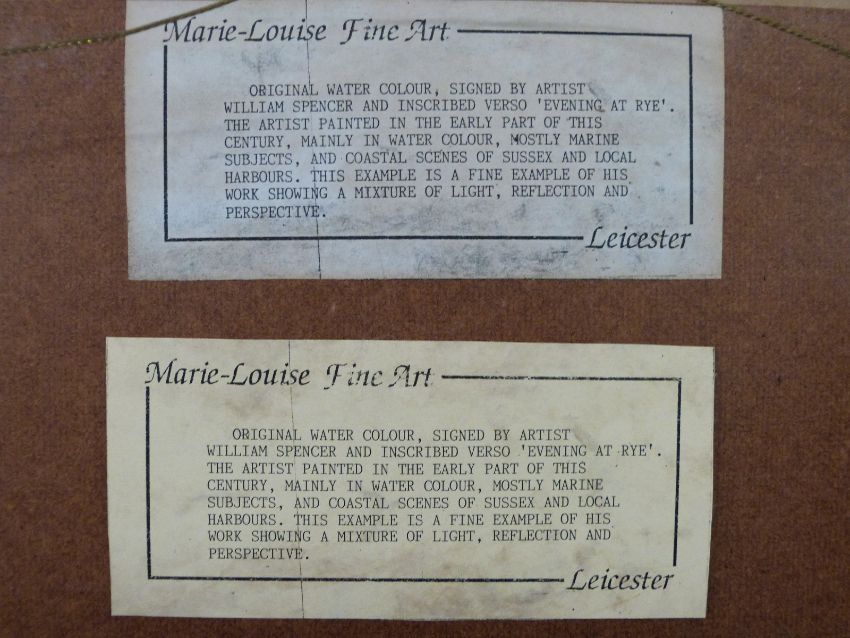 Marie-Louise Fine Art
ORIGINAL WATER COLOUR, SIGNED BY ARTIST
WILLIAM SPENCER AND INSCRIBED VERSO 'EVENING AT RYE'.
THE ARTIST PAINTED IN THE EARLY PART OF THIS
CENTURY, MAINLY IN WATER COLOUR, MOSTLY MARINE
SUBJECTS, AND COASTAL SCENES OF SUSSEX AND LOCAL
HARBOURS. THIS EXAMPLE IS A FINE EXAMPLE OF HIS
WORK SHOWING A MIXTURE OF LIGHT, REFLECTION AND
PERSPECTIVE.
Leicester
Marie-Louise Fine Art
ORIGINAL WATER COLOUR, SIGNED BY ARTIST
WILLIAM SPENCER AND INSCRIBED VERSO 'EVENING AT RYE'.
THE ARTIST PAINTED IN THE EARLY PART OF THIS
CENTURY, MAINLY IN WATER COLOUR, MOSTLY MARINE
SUBJECTS, AND COASTAL SCENES OF SUSSEX AND LOCAL
HARBOURS. THIS EXAMPLE IS A FINE EXAMPLE OF HIS
WORK SHOWING A MIXTURE OF LIGHT, REFLECTION AND
PERSPECTIVE.
Leicester